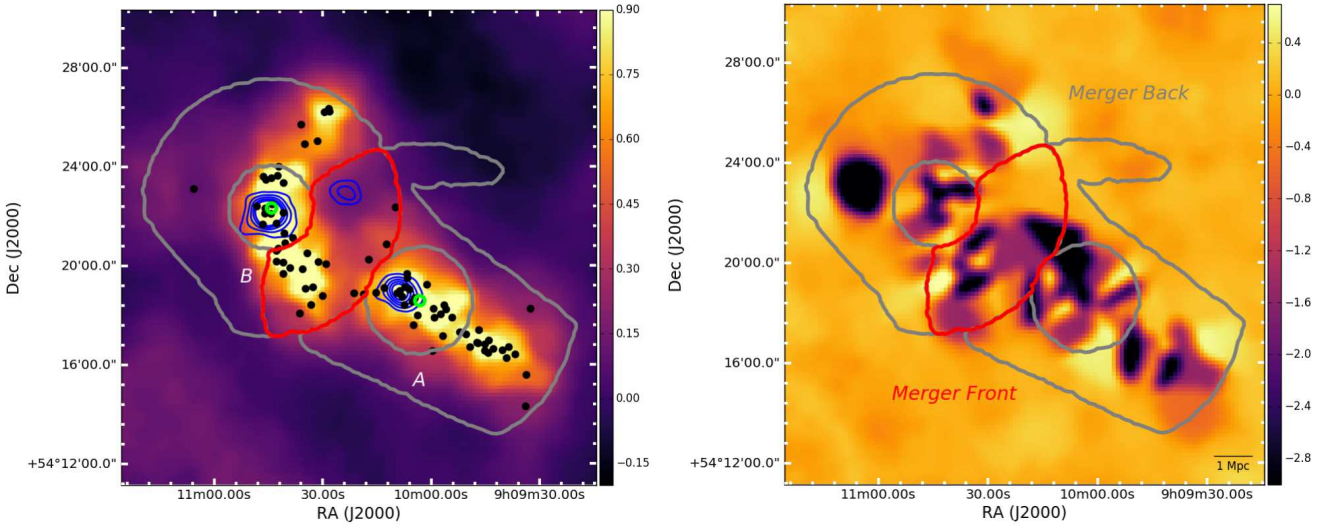 0.90
0.75
0.60
0.45
0.30
0.15
0.00
−0.15
28'00.0"
24'00.0"
20'00.0"
16'00.0"
+54°12'00.0"
Dec (J2000)
B
A
11m00.00s
30.00s
10m00.00s
9h09m30.00s
RA (J2000)
0.4
0.0
−0.4
−0.8
−1.2
−1.6
−2.0
−2.4
−2.8
28'00.0"
24'00.0"
20'00.0"
16'00.0"
+54°12'00.0"
Dec (J2000)
Merger Back
Merger Front
1 Mpc
11m00.00s
30.00s
10m00.00s
9h09m30.00s
RA (J2000)